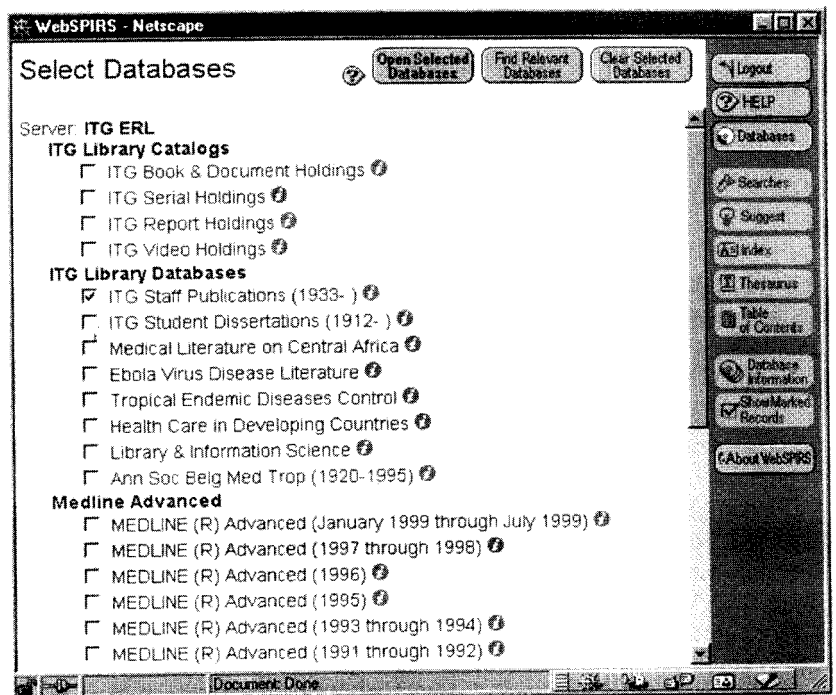 WebSPIRS - Netscape
Select Databases
Open Selected Databases
Find Relevant Databases
Clear Selected Databases
Server: ITG ERL
ITG Library Catalogs
ITG Book & Document Holdings
ITG Serial Holdings
ITG Report Holdings
ITG Video Holdings
ITG Library Databases
ITG Staff Publications (1933- )
ITG Student Dissertations (1912- )
Medical Literature on Central Africa
Ebola Virus Disease Literature
Tropical Endemic Diseases Control
Health Care in Developing Countries
Library & Information Science
Ann Soc Belg Med Trop (1920-1995)
Medline Advanced
MEDLINE (R) Advanced (January 1999 through July 1999)
MEDLINE (R) Advanced (1997 through 1998)
MEDLINE (R) Advanced (1996)
MEDLINE (R) Advanced (1995)
MEDLINE (R) Advanced (1993 through 1994)
MEDLINE (R) Advanced (1991 through 1992)
Logout
HELP
Databases
Searches
Suggest
Index
Thesaurus
Table
of Contents
Database
Information
Show Marked
Records
About WebSPIRS
Document: Done